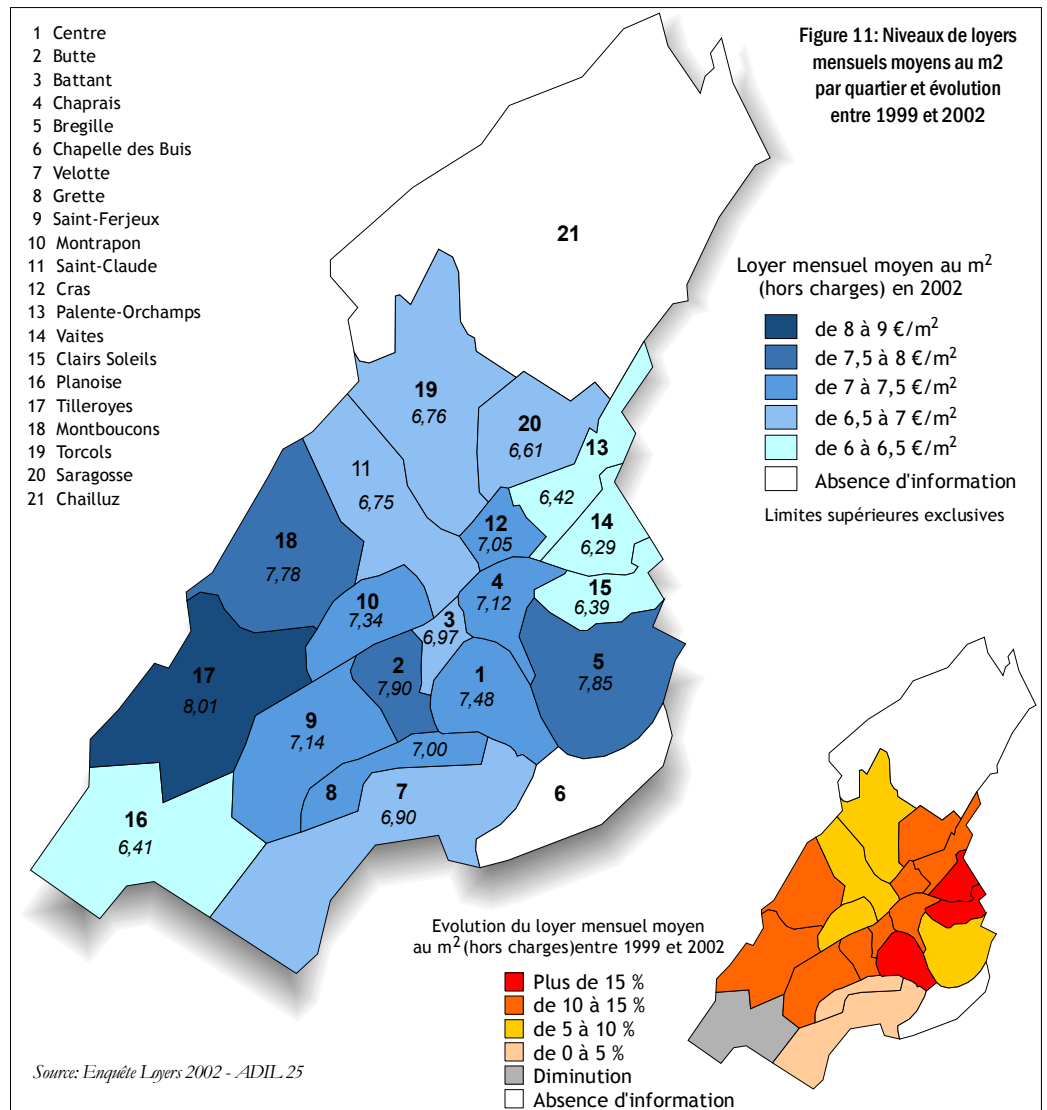 1 Centre
2 Butte
3 Battant
4 Chaprais
5 Bregille
6 Chapelle des Buis
7 Velotte
8 Grette
9 Saint-Ferjeux
10 Montrapon
11 Saint-Claude
12 Cras
13 Palente-Orchamps
14 Vaites
15 Clairs Soleils
16 Planoise
17 Tilleroyes
18 Montboucons
19 Torcols
20 Saragosse
21 Chailluz
Figure 11: Niveaux de loyers
mensuels moyens au m2
par quartier et évolution
entre 1999 et 2002
Loyer mensuel moyen au m²
(hors charges) en 2002
de 8 à 9 €/m²
de 7,5 à 8 €/m²
de 7 à 7,5 €/m²
de 6,5 à 7 €/m²
de 6 à 6,5 €/m²
Absence d'information
Limites supérieures exclusives
21
19
6,76
20
6,61
13
6,42
11
6,75
12
7,05
14
6,29
18
7,78
4
7,12
15
6,39
10
7,34
3
6,97
2
7,90
1
7,48
5
7,85
17
8,01
9
7,14
7,00
8
7
6,90
6
16
6,41
Evolution du loyer mensuel moyen
au m² (hors charges)entre 1999 et 2002
Plus de 15 %
de 10 à 15 %
de 5 à 10 %
de 0 à 5 %
Diminution
Absence d'information
Source: Enquête Loyers 2002 - ADIL 25